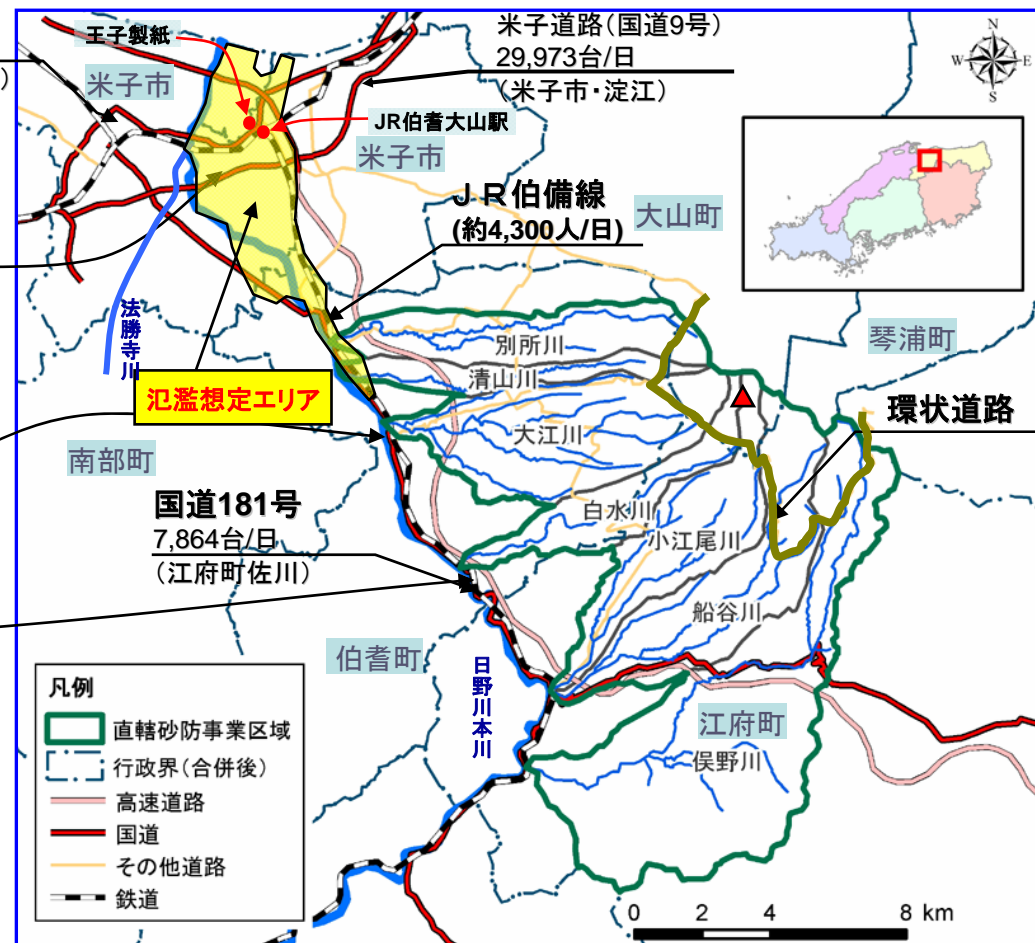 米子道路(国道9号)
29,973台/日
(米子市・淀江)
)
王子製紙
米子市
JR伯耆大山駅
米子市
N
W
E
S
JR伯備線
(約4,300人/日)
大山町
法勝寺川
別所川
琴浦町
清山川
氾濫想定エリア
環状道路
大江川
南部町
国道181号
7,864台/日
(江府町佐川)
白水川
小江尾川
船谷川
伯耆町
日野川本川
江府町
俣野川
凡例
直轄砂防事業区域
行政界(合併後)
高速道路
国道
その他道路
鉄道
0 2 4 8 km